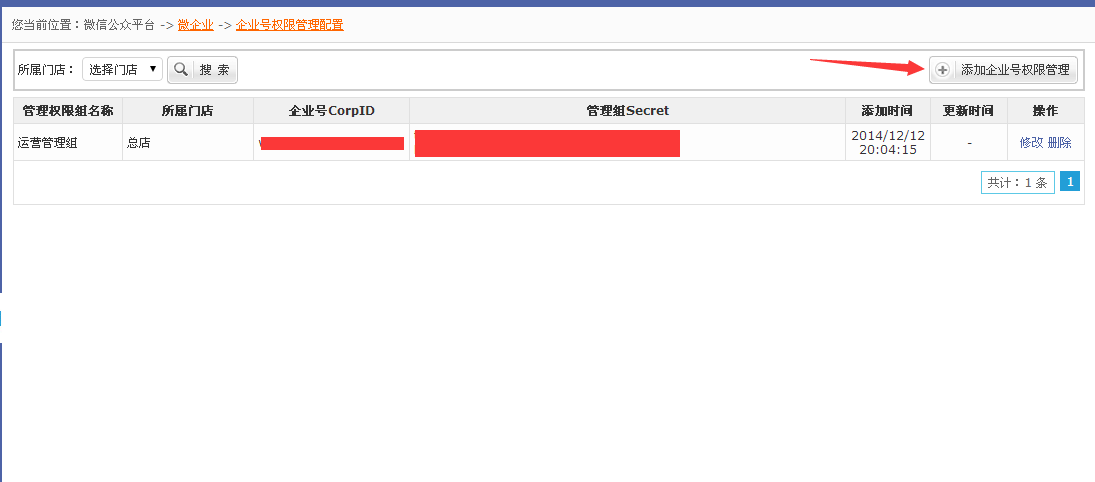 您当前位置：微信公众平台 -> 微企业 -> 企业号权限管理配置
所属门店： 选择门店 搜 索 添加企业号权限管理
管理权限组名称 所属门店 企业号CorpID 管理组Secret 添加时间 更新时间 操作
运营管理组 总店 2014/12/12 20:04:15 - 修改 删除
共计：1 条 1